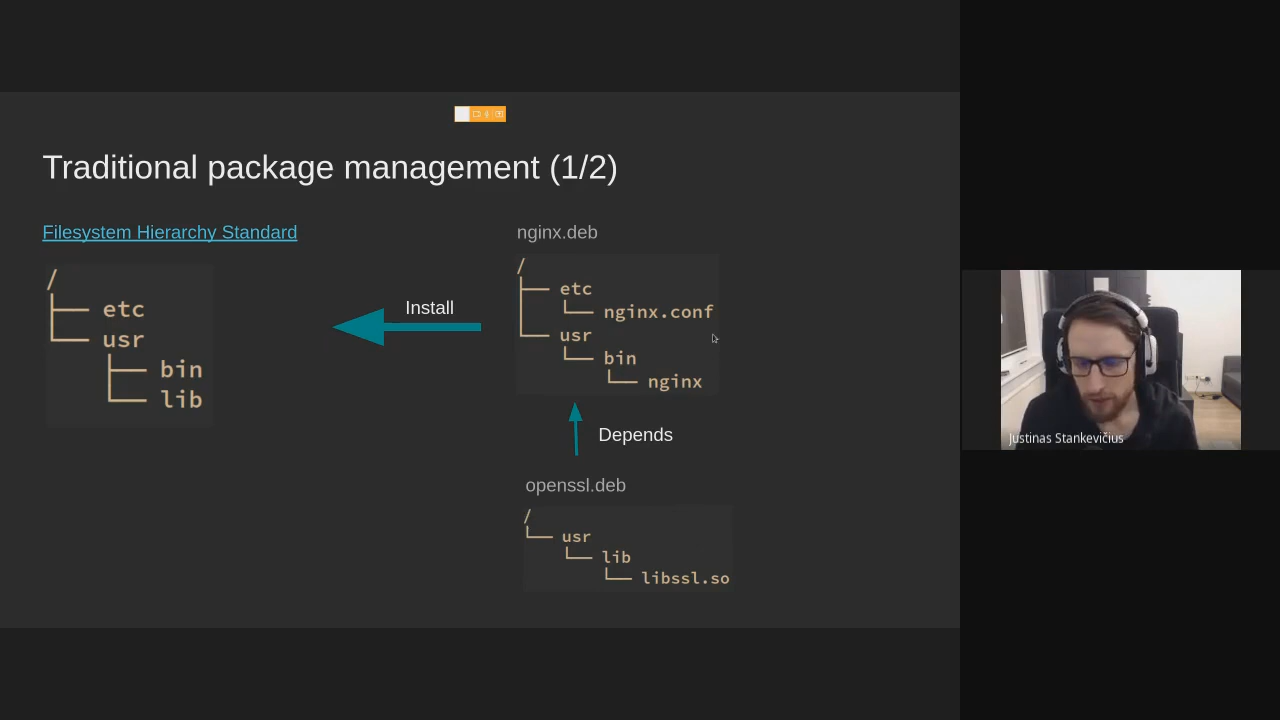 Traditional package management (1/2)
Filesystem Hierarchy Standard
/
├── etc
└── usr
    ├── bin
    └── lib
Install
nginx.deb
/
├── etc
│   └── nginx.conf
└── usr
    └── bin
        └── nginx
Depends
openssl.deb
/
└── usr
    └── lib
        └── libssl.so
Justinas Stankevičius